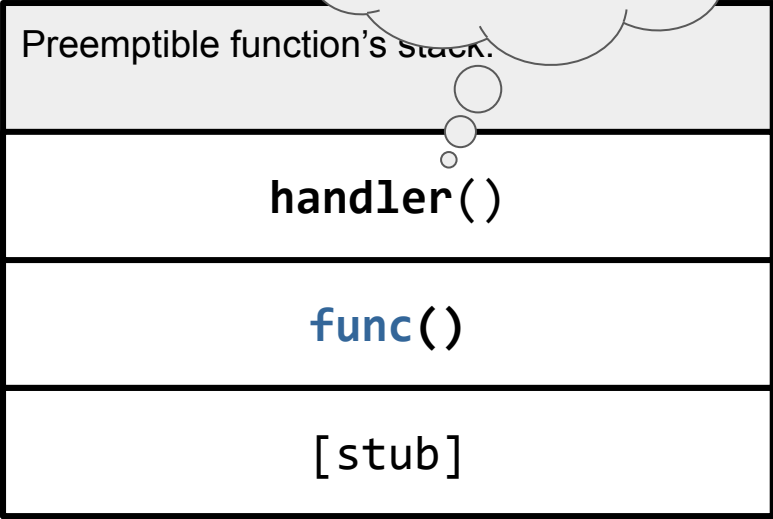 Preemptible function’s stack:
handler()
func()
[stub]